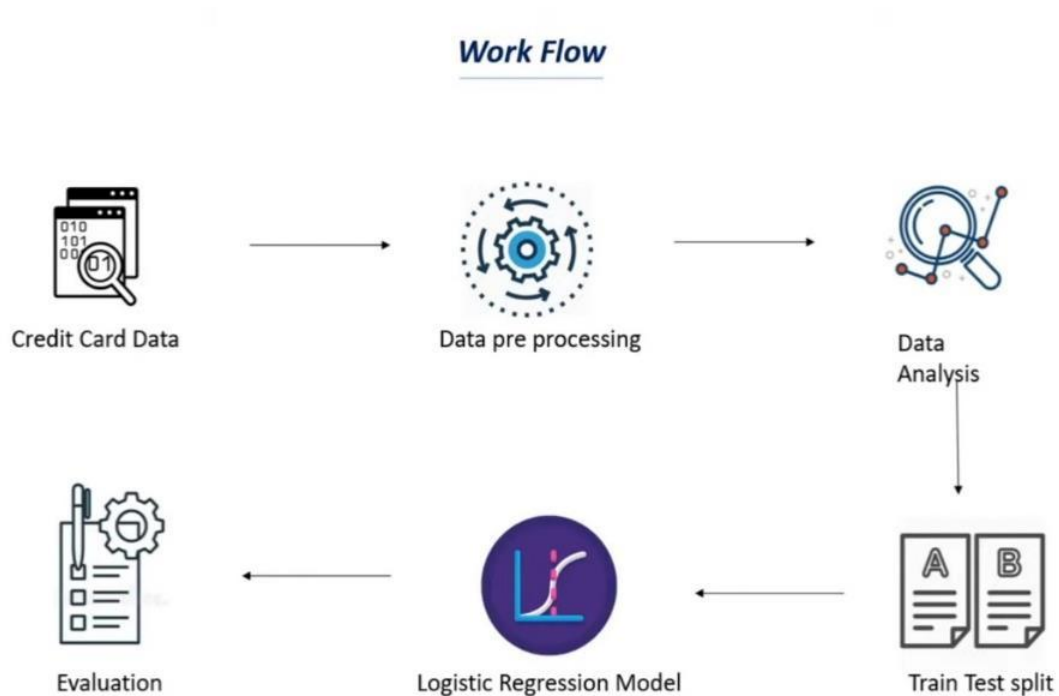 Work Flow
010
101
00
01
Credit Card Data
Data pre processing
Data
Analysis
A
B
Train Test split
Logistic Regression Model
Evaluation